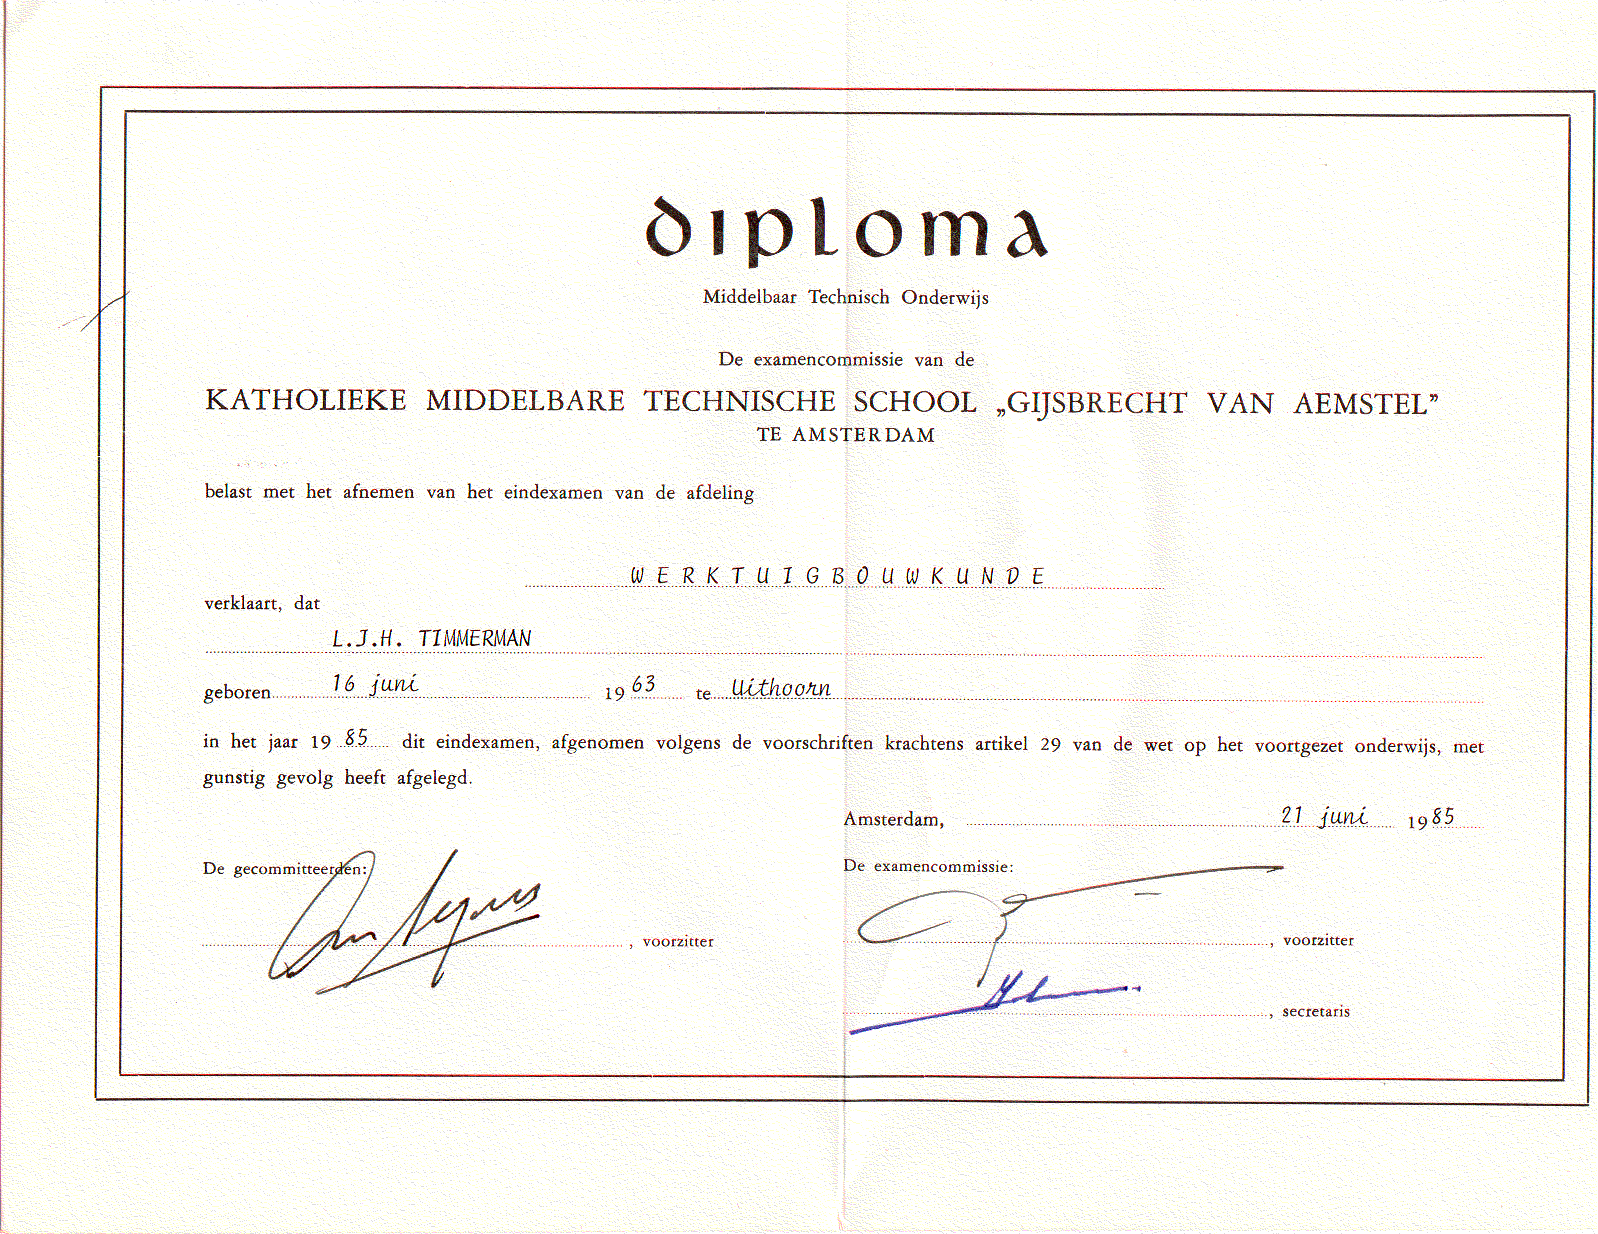 diploma
Middelbaar Technisch Onderwijs
De examencommissie van de
KATHOLIEKE MIDDELBARE TECHNISCHE SCHOOL „GIJSBRECHT VAN AEMSTEL”
TE AMSTERDAM
belast met het afnemen van het eindexamen van de afdeling
WERKTUIGBOUWKUNDE
verklaart, dat
L.J.H. TIMMERMAN
geboren 16 juni 1963 te Uithoorn
in het jaar 1985 dit eindexamen, afgenomen volgens de voorschriften krachtens artikel 29 van de wet op het voortgezet onderwijs, met
gunstig gevolg heeft afgelegd.
Amsterdam, 21 juni 1985
De gecommitteerden:
De examencommissie:
, voorzitter
, voorzitter
, secretaris